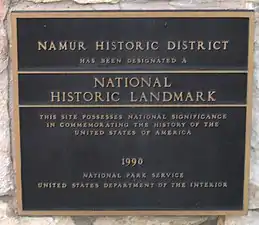 NAMUR HISTORIC DISTRICT
HAS BEEN DESIGNATED A
NATIONAL
HISTORIC LANDMARK
THIS SITE POSSESSES NATIONAL SIGNIFICANCE
IN COMMEMORATING THE HISTORY OF THE
UNITED STATES OF AMERICA
1990
NATIONAL PARK SERVICE
UNITED STATES DEPARTMENT OF THE INTERIOR